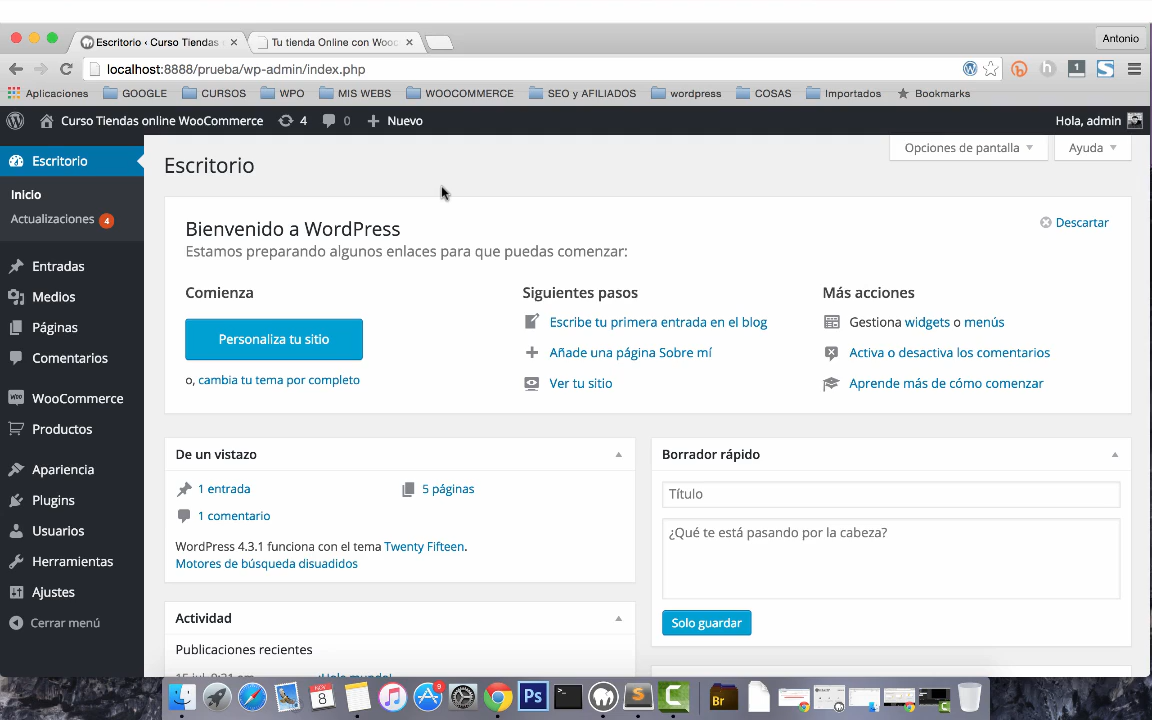 Escritorio ‹ Curso Tiendas
Tu tienda Online con Wooc
Antonio
localhost:8888/prueba/wp-admin/index.php
Aplicaciones
GOOGLE
CURSOS
WPO
MIS WEBS
WOOCOMMERCE
SEO y AFILIADOS
wordpress
COSAS
Importados
Bookmarks
Curso Tiendas online WooCommerce
4
0
Nuevo
Hola, admin
Escritorio
Inicio
Actualizaciones 4
Entradas
Medios
Páginas
Comentarios
WooCommerce
Productos
Apariencia
Plugins
Usuarios
Herramientas
Ajustes
Cerrar menú
Opciones de pantalla
Ayuda
Escritorio
Bienvenido a WordPress
Descartar
Estamos preparando algunos enlaces para que puedas comenzar:
Comienza
Personaliza tu sitio
o, cambia tu tema por completo
Siguientes pasos
Escribe tu primera entrada en el blog
Añade una página Sobre mí
Ver tu sitio
Más acciones
Gestiona widgets o menús
Activa o desactiva los comentarios
Aprende más de cómo comenzar
De un vistazo
1 entrada
5 páginas
1 comentario
WordPress 4.3.1 funciona con el tema Twenty Fifteen.
Motores de búsqueda disuadidos
Actividad
Publicaciones recientes
Borrador rápido
Título
¿Qué te está pasando por la cabeza?
Solo guardar
NOV
8
9
Ps
Br